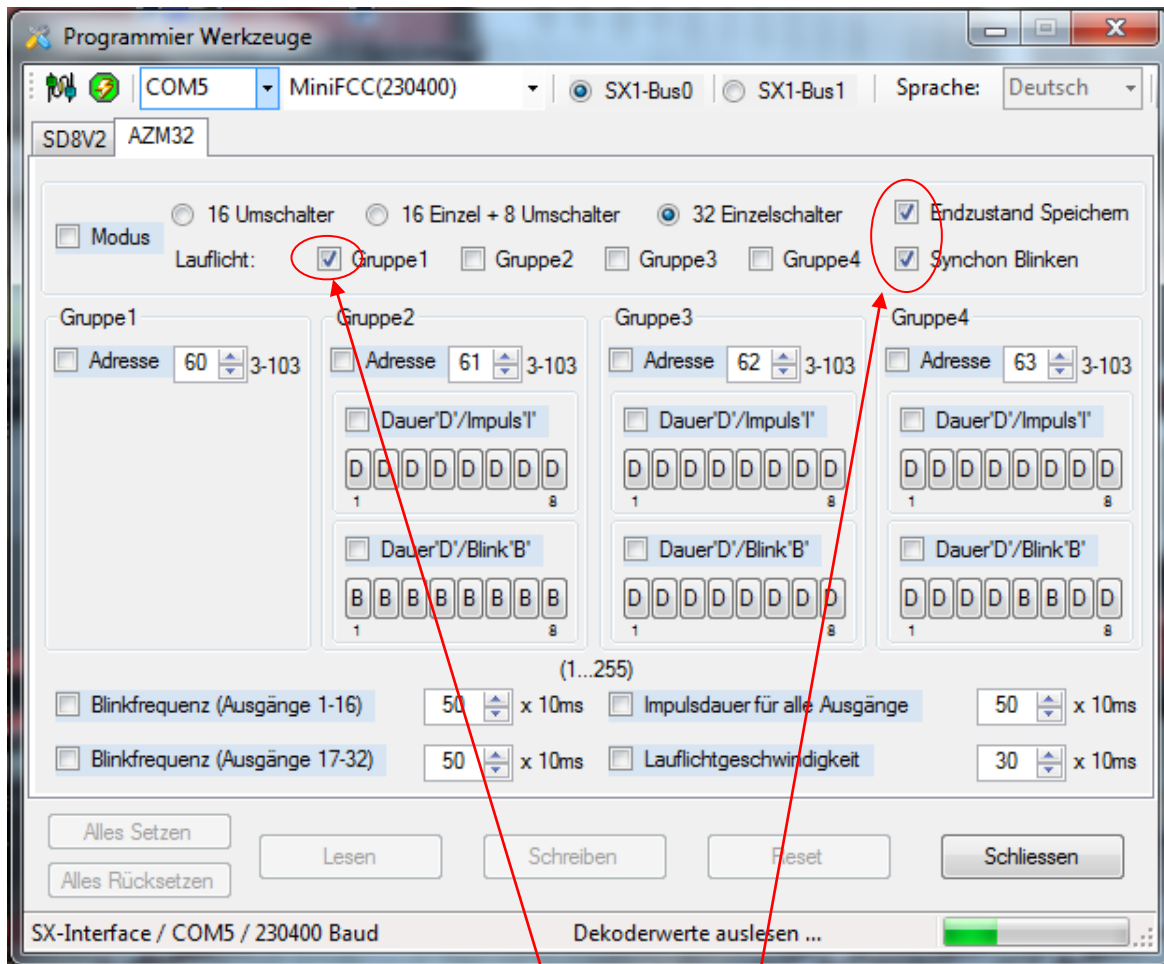 Programmier Werkzeuge
COM5 MiniFCC(230400) SX1-Bus0 SX1-Bus1 Sprache: Deutsch
SD8V2 AZM32
16 Umschalter 16 Einzel + 8 Umschalter 32 Einzelschalter Endzustand Speichern
Modus
Lauflicht: Gruppe1 Gruppe2 Gruppe3 Gruppe4 Synchon Blinken
Gruppe1 Gruppe2 Gruppe3 Gruppe4
Adresse 60 3-103 Adresse 61 3-103 Adresse 62 3-103 Adresse 63 3-103
Dauer"D"/Impuls"I" Dauer"D"/Impuls"I" Dauer"D"/Impuls"I"
D D D D D D D D D D D D D D D D D D D D D D D D
1 8 1 8 1 8
Dauer"D"/Blink"B" Dauer"D"/Blink"B" Dauer"D"/Blink"B"
B B B B B B B B D D D D D D D D D D D D B B D D
1 8 1 8 1 8
(1...255)
Blinkfrequenz (Ausgänge 1-16) 50 x 10ms Impulsdauer für alle Ausgänge 50 x 10ms
Blinkfrequenz (Ausgänge 17-32) 50 x 10ms Lauflichtgeschwindigkeit 30 x 10ms
Alles Setzen
Lesen Schreiben Reset Schliessen
Alles Rücksetzen
SX-Interface / COM5 / 230400 Baud Dekoderwerte auslesen ...